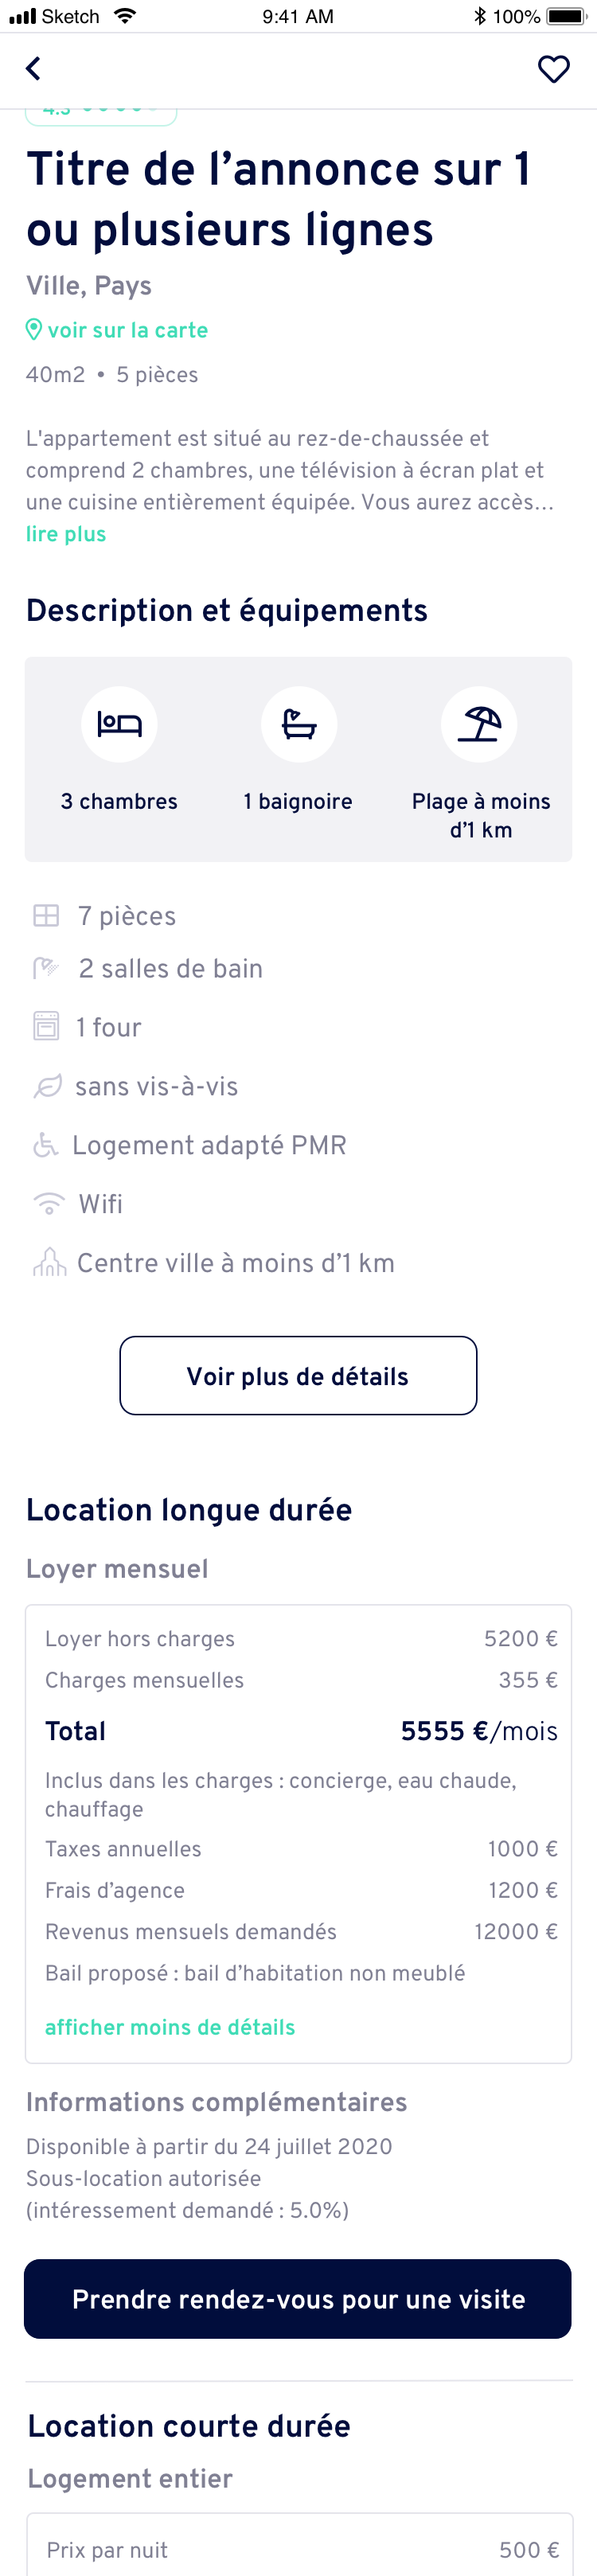 Sketch 9:41 AM 100%
Titre de l’annonce sur 1
ou plusieurs lignes
Ville, Pays
voir sur la carte
40m2 • 5 pièces
L'appartement est situé au rez-de-chaussée et
comprend 2 chambres, une télévision à écran plat et
une cuisine entièrement équipée. Vous aurez accès…
lire plus
Description et équipements
3 chambres
1 baignoire
Plage à moins
d’1 km
7 pièces
2 salles de bain
1 four
sans vis-à-vis
Logement adapté PMR
Wifi
Centre ville à moins d’1 km
Voir plus de détails
Location longue durée
Loyer mensuel
Loyer hors charges 5200 €
Charges mensuelles 355 €
Total 5555 €/mois
Inclus dans les charges : concierge, eau chaude,
chauffage
Taxes annuelles 1000 €
Frais d’agence 1200 €
Revenus mensuels demandés 12000 €
Bail proposé : bail d’habitation non meublé
afficher moins de détails
Informations complémentaires
Disponible à partir du 24 juillet 2020
Sous-location autorisée
(intéressement demandé : 5.0%)
Prendre rendez-vous pour une visite
Location courte durée
Logement entier
Prix par nuit 500 €